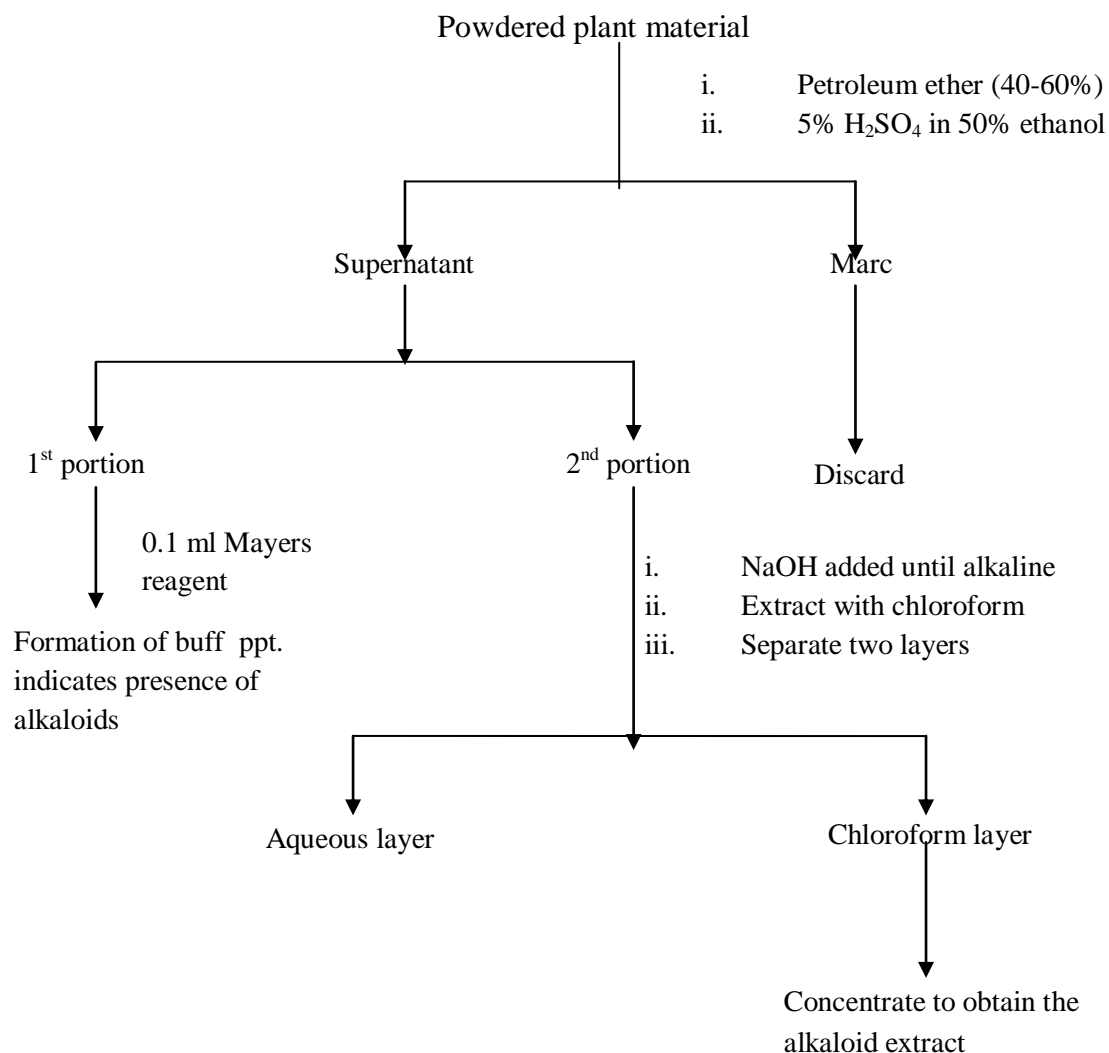 Powdered plant material
i. Petroleum ether (40-60%)
ii. 5% H₂SO₄ in 50% ethanol
Supernatant
Marc
1st portion
2nd portion
Discard
0.1 ml Mayers
reagent
i. NaOH added until alkaline
ii. Extract with chloroform
iii. Separate two layers
Formation of buff ppt.
indicates presence of
alkaloids
Aqueous layer
Chloroform layer
Concentrate to obtain the
alkaloid extract